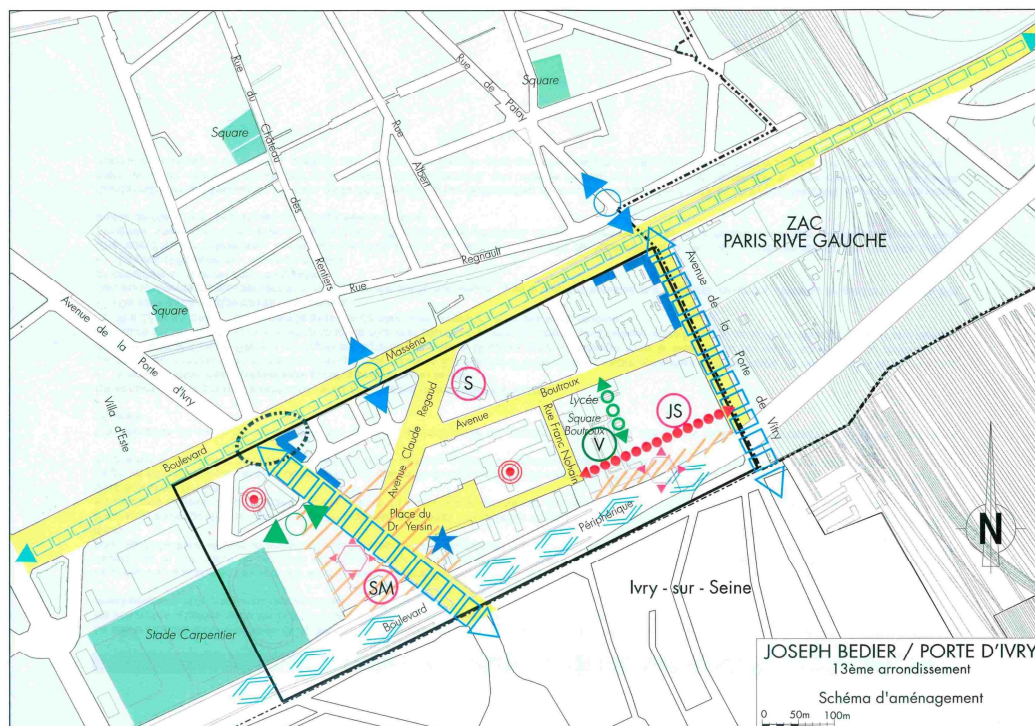 Square
Rue
de
Patay
Rue
du
Château
des
Rentiers
Square
Rue
Albert
Square
Rue
Regnault
ZAC
PARIS RIVE GAUCHE
Avenue
de
la
Porte
de
Vitry
Avenue de la Porte d'Ivry
Villa d'Este
Boulevard
Masséna
S
Avenue Claude Regaud
Avenue
Boutroux
Lycée
Square
Boutroux
JS
V
Rue Franc Nohain
Place du
Dr Yersin
SM
Périphérique
Boulevard
Stade Carpentier
Ivry - sur - Seine
N
JOSEPH BEDIER / PORTE D'IVRY
13ème arrondissement
Schéma d'aménagement
0 50m 100m